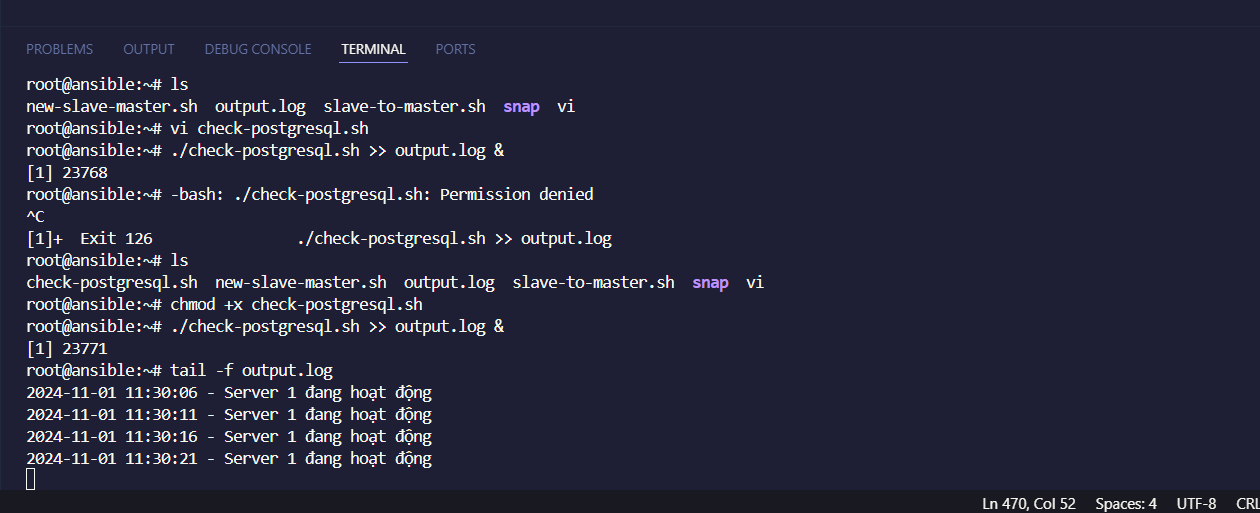 PROBLEMS OUTPUT DEBUG CONSOLE TERMINAL PORTS
root@ansible:~# ls
new-slave-master.sh output.log slave-to-master.sh snap vi
root@ansible:~# vi check-postgresql.sh
root@ansible:~# ./check-postgresql.sh >> output.log &
[1] 23768
root@ansible:~# -bash: ./check-postgresql.sh: Permission denied
^C
[1]+ Exit 126 ./check-postgresql.sh >> output.log
root@ansible:~# ls
check-postgresql.sh new-slave-master.sh output.log slave-to-master.sh snap vi
root@ansible:~# chmod +x check-postgresql.sh
root@ansible:~# ./check-postgresql.sh >> output.log &
[1] 23771
root@ansible:~# tail -f output.log
2024-11-01 11:30:06 - Server 1 đang hoạt động
2024-11-01 11:30:11 - Server 1 đang hoạt động
2024-11-01 11:30:16 - Server 1 đang hoạt động
2024-11-01 11:30:21 - Server 1 đang hoạt động
Ln 470, Col 52 Spaces: 4 UTF-8